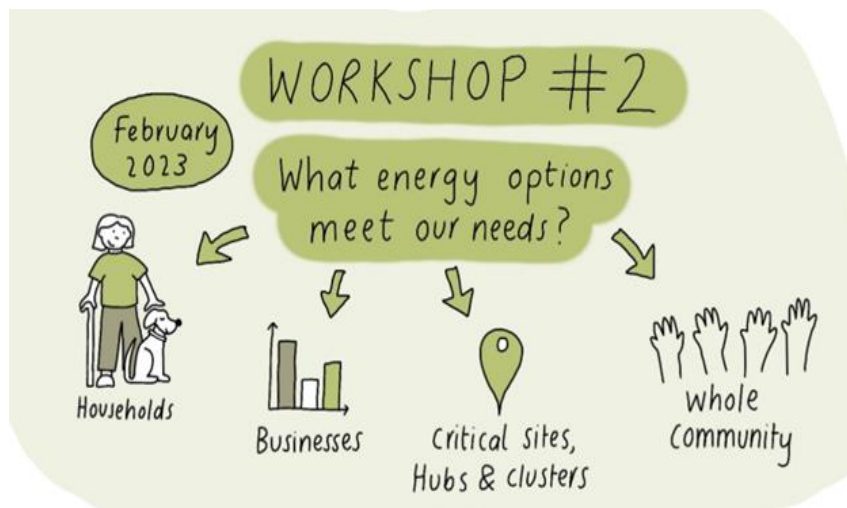 WORKSHOP #2
February
2023
What energy options
meet our needs?
Households
Businesses
Critical sites,
Hubs & clusters
Whole
Community